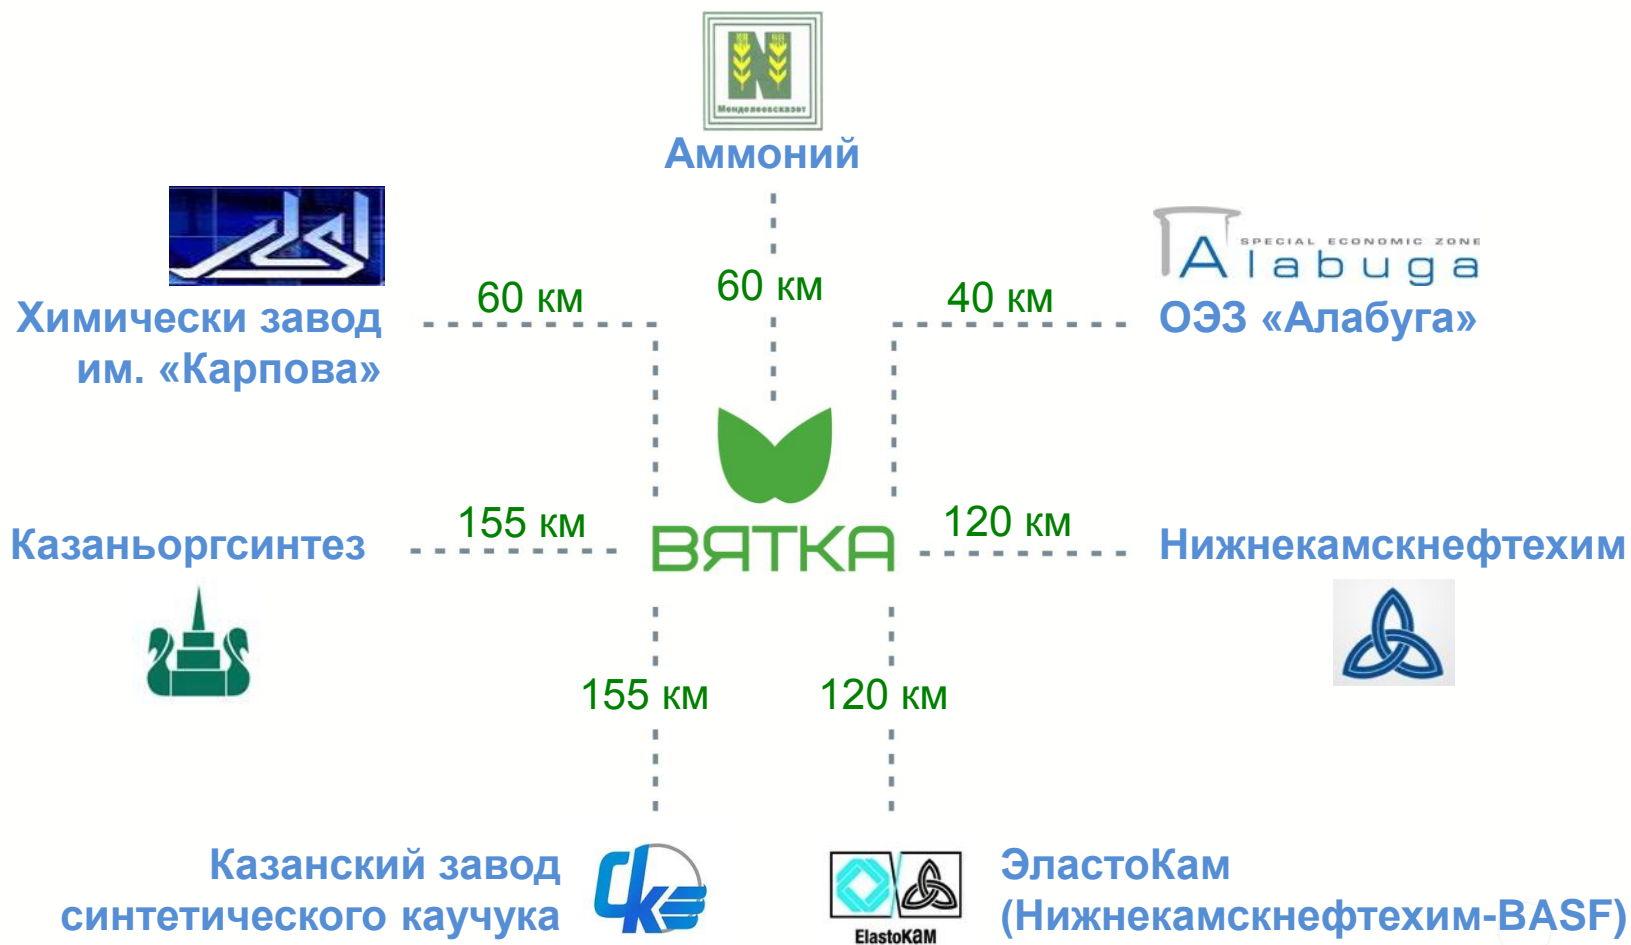 Менделеевсказот
Аммоний
SPECIAL ECONOMIC ZONE
Alabuga
60 км
60 км
40 км
Химически завод
им. «Карпова»
ОЭЗ «Алабуга»
155 км
ВЯТКА
120 км
Казаньоргсинтез
Нижнекамскнефтехим
155 км
120 км
Казанский завод
синтетического каучука
ElastoKAM
ЭластоКам
(Нижнекамскнефтехим-BASF)